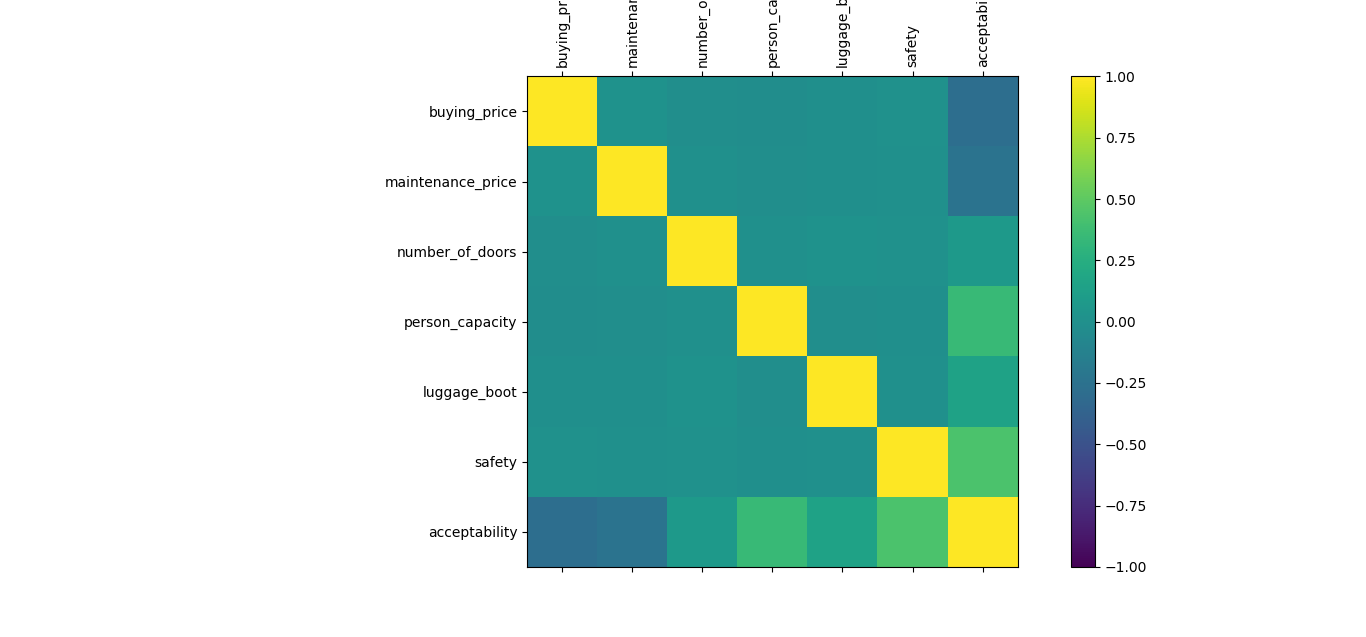 buying_pr
maintenan
number_o
person_ca
luggage_b
safety
acceptabi
buying_price
maintenance_price
number_of_doors
person_capacity
luggage_boot
safety
acceptability
1.00
0.75
0.50
0.25
0.00
−0.25
−0.50
−0.75
−1.00